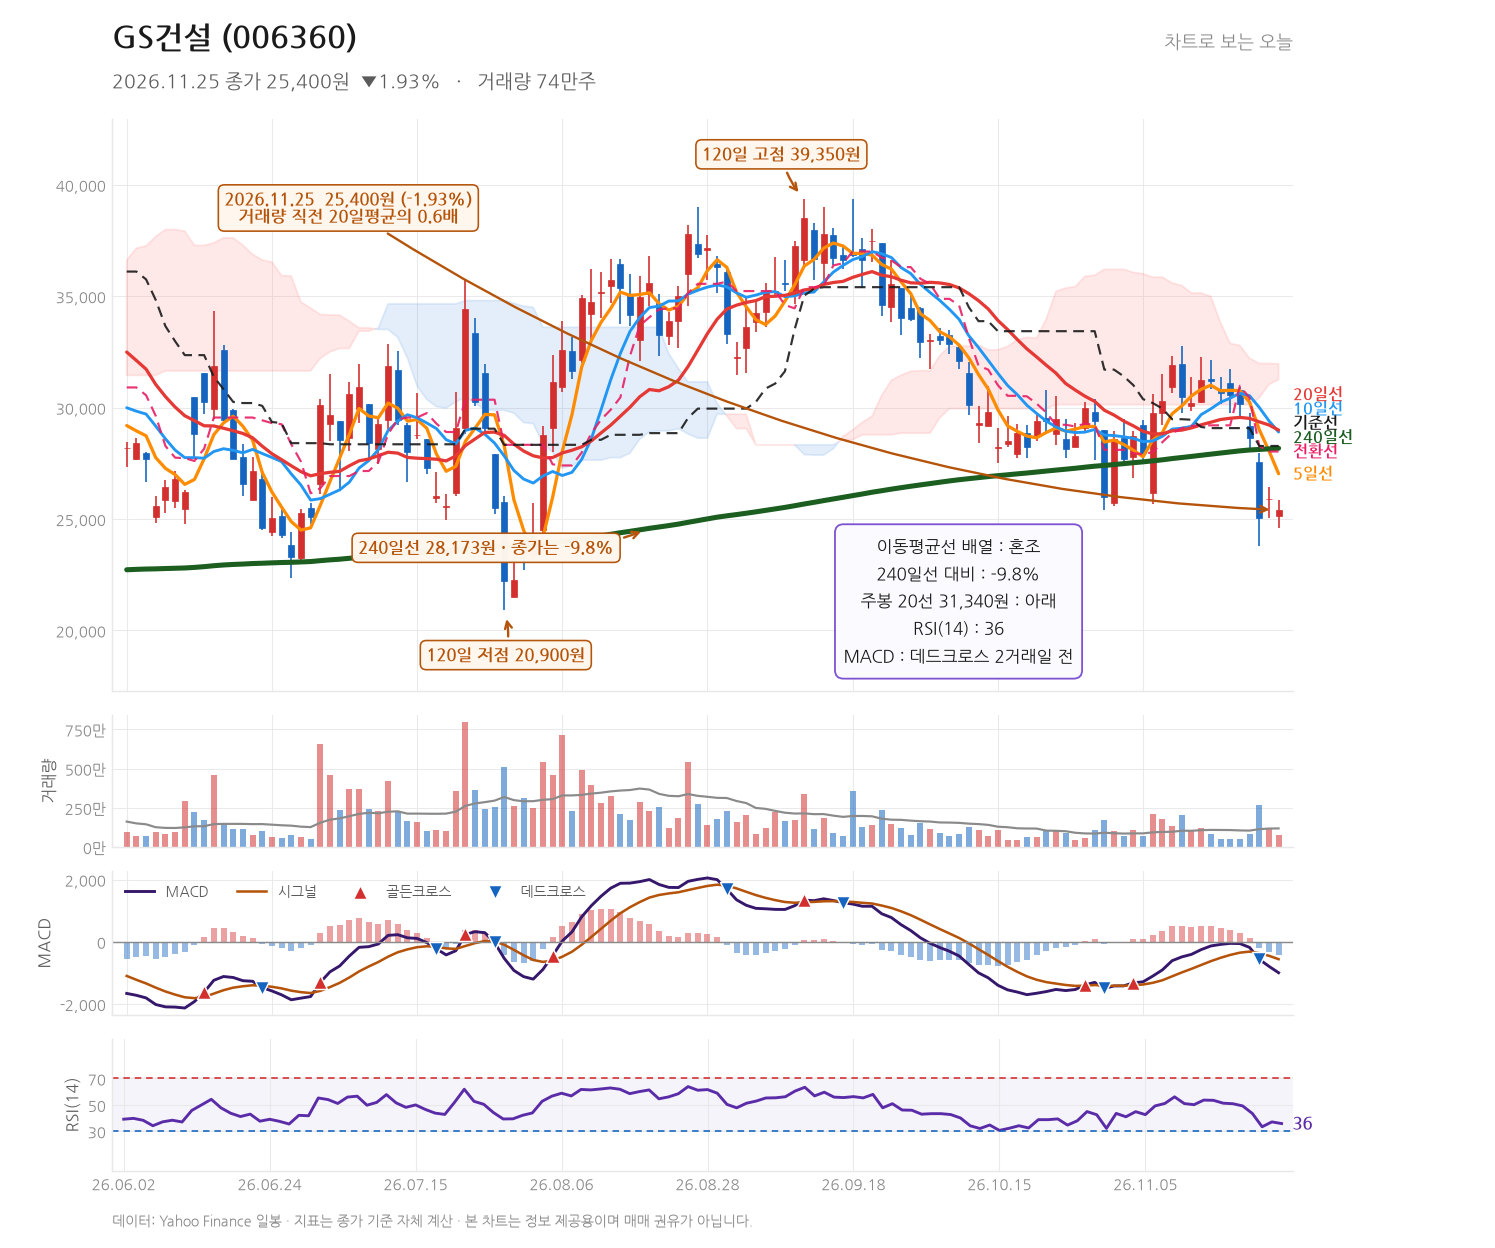 GS건설 (006360)
차트로 보는 오늘
2026.11.25 종가 25,400원 ▼1.93% · 거래량 74만주
120일 고점 39,350원
2026.11.25 25,400원 (-1.93%)
거래량 직전 20일평균의 0.6배
40,000
35,000
30,000
25,000
20,000
20일선
10일선
기준선
240일선
전환선
5일선
240일선 28,173원 · 종가는 -9.8%
120일 저점 20,900원
이동평균선 배열 : 혼조
240일선 대비 : -9.8%
주봉 20선 31,340원 : 아래
RSI(14) : 36
MACD : 데드크로스 2거래일 전
거래량
750만
500만
250만
0만
MACD
2,000
0
-2,000
MACD 시그널 골든크로스 데드크로스
RSI(14)
70
50
30
36
26.06.02 26.06.24 26.07.15 26.08.06 26.08.28 26.09.18 26.10.15 26.11.05
데이터: Yahoo Finance 일봉 · 지표는 종가 기준 자체 계산 · 본 차트는 정보 제공용이며 매매 권유가 아닙니다.